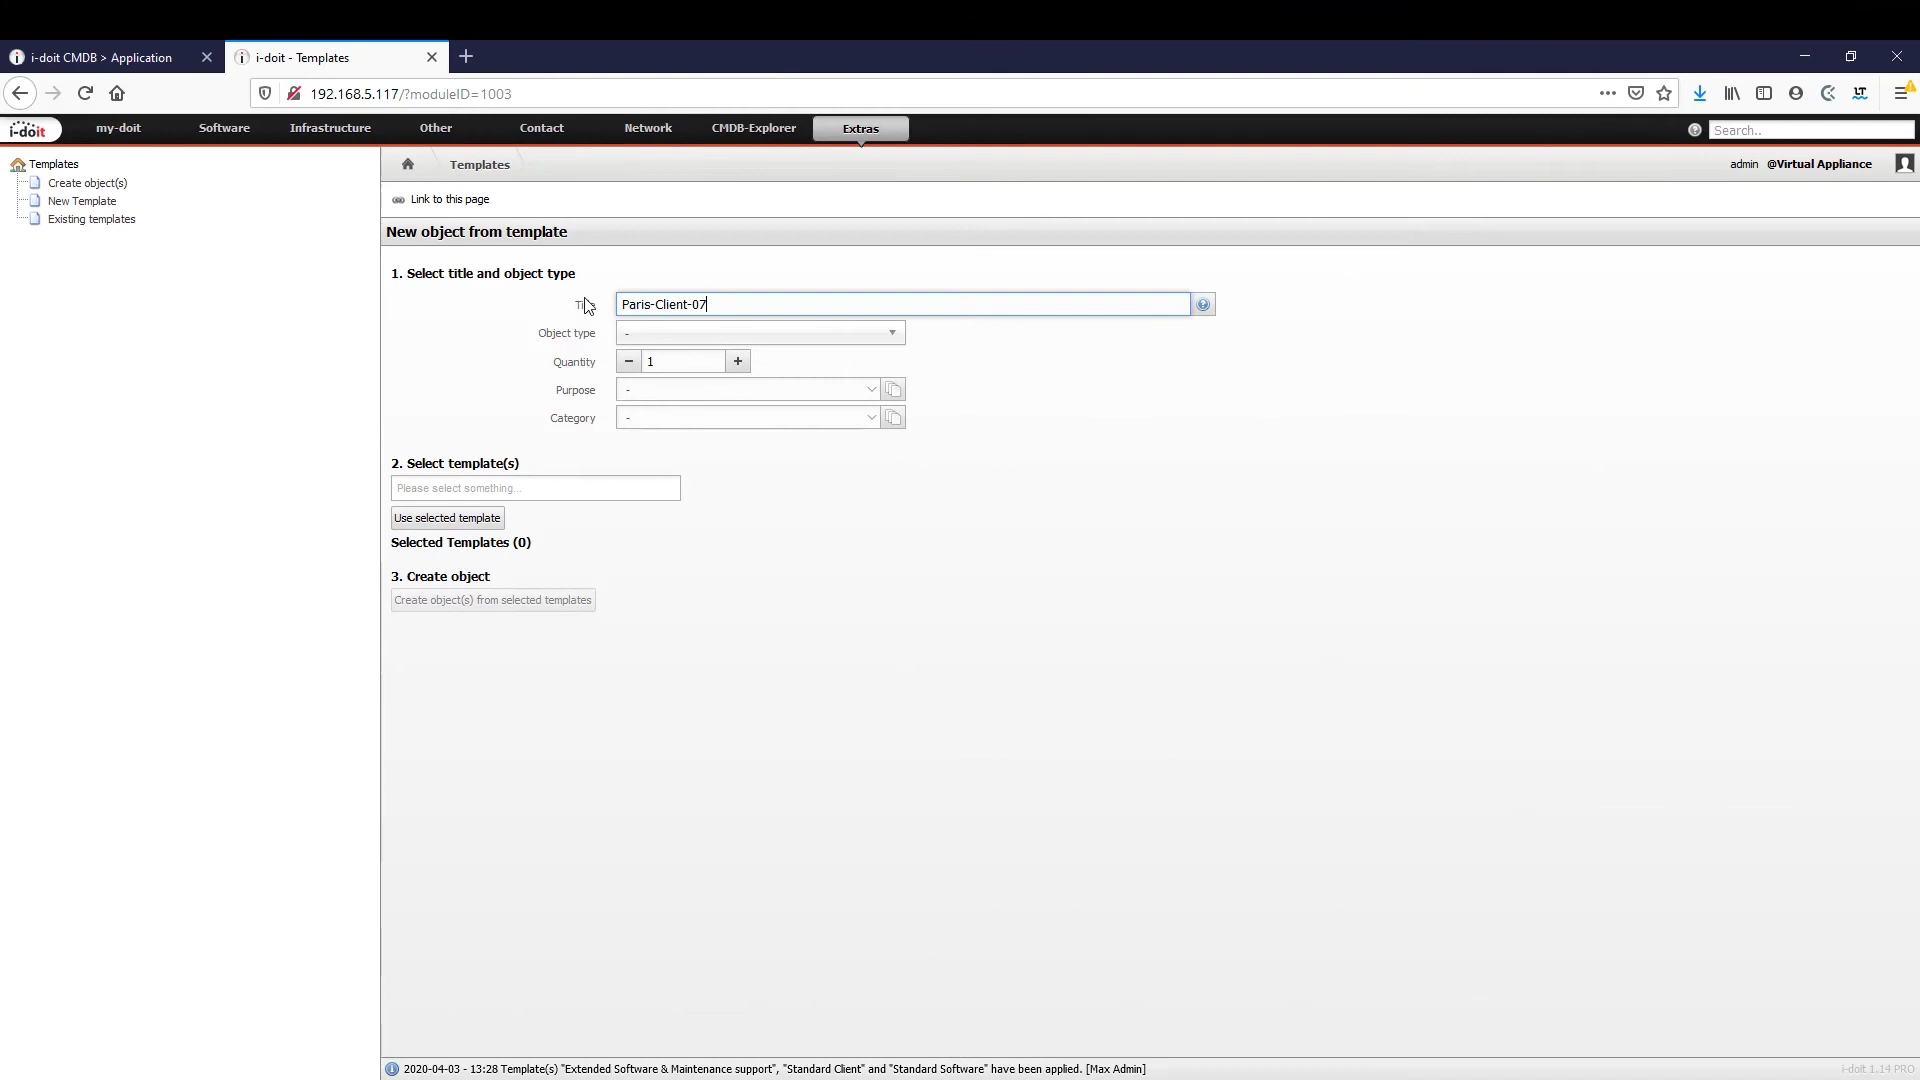 i-doit CMDB > Application
i-doit - Templates
192.168.5.117/?moduleID=1003
i-doit
my-doit
Software
Infrastructure
Other
Contact
Network
CMDB-Explorer
Extras
Search..
Templates
Create object(s)
New Template
Existing templates
Templates
admin @Virtual Appliance
Link to this page
New object from template
1. Select title and object type
Paris-Client-07
Object type -
Quantity 1
Purpose -
Category -
2. Select template(s)
Please select something...
Use selected template
Selected Templates (0)
3. Create object
Create object(s) from selected templates
2020-04-03 - 13:28 Template(s) "Extended Software & Maintenance support", "Standard Client" and "Standard Software" have been applied. [Max Admin]
i-doit 1.14 PRO